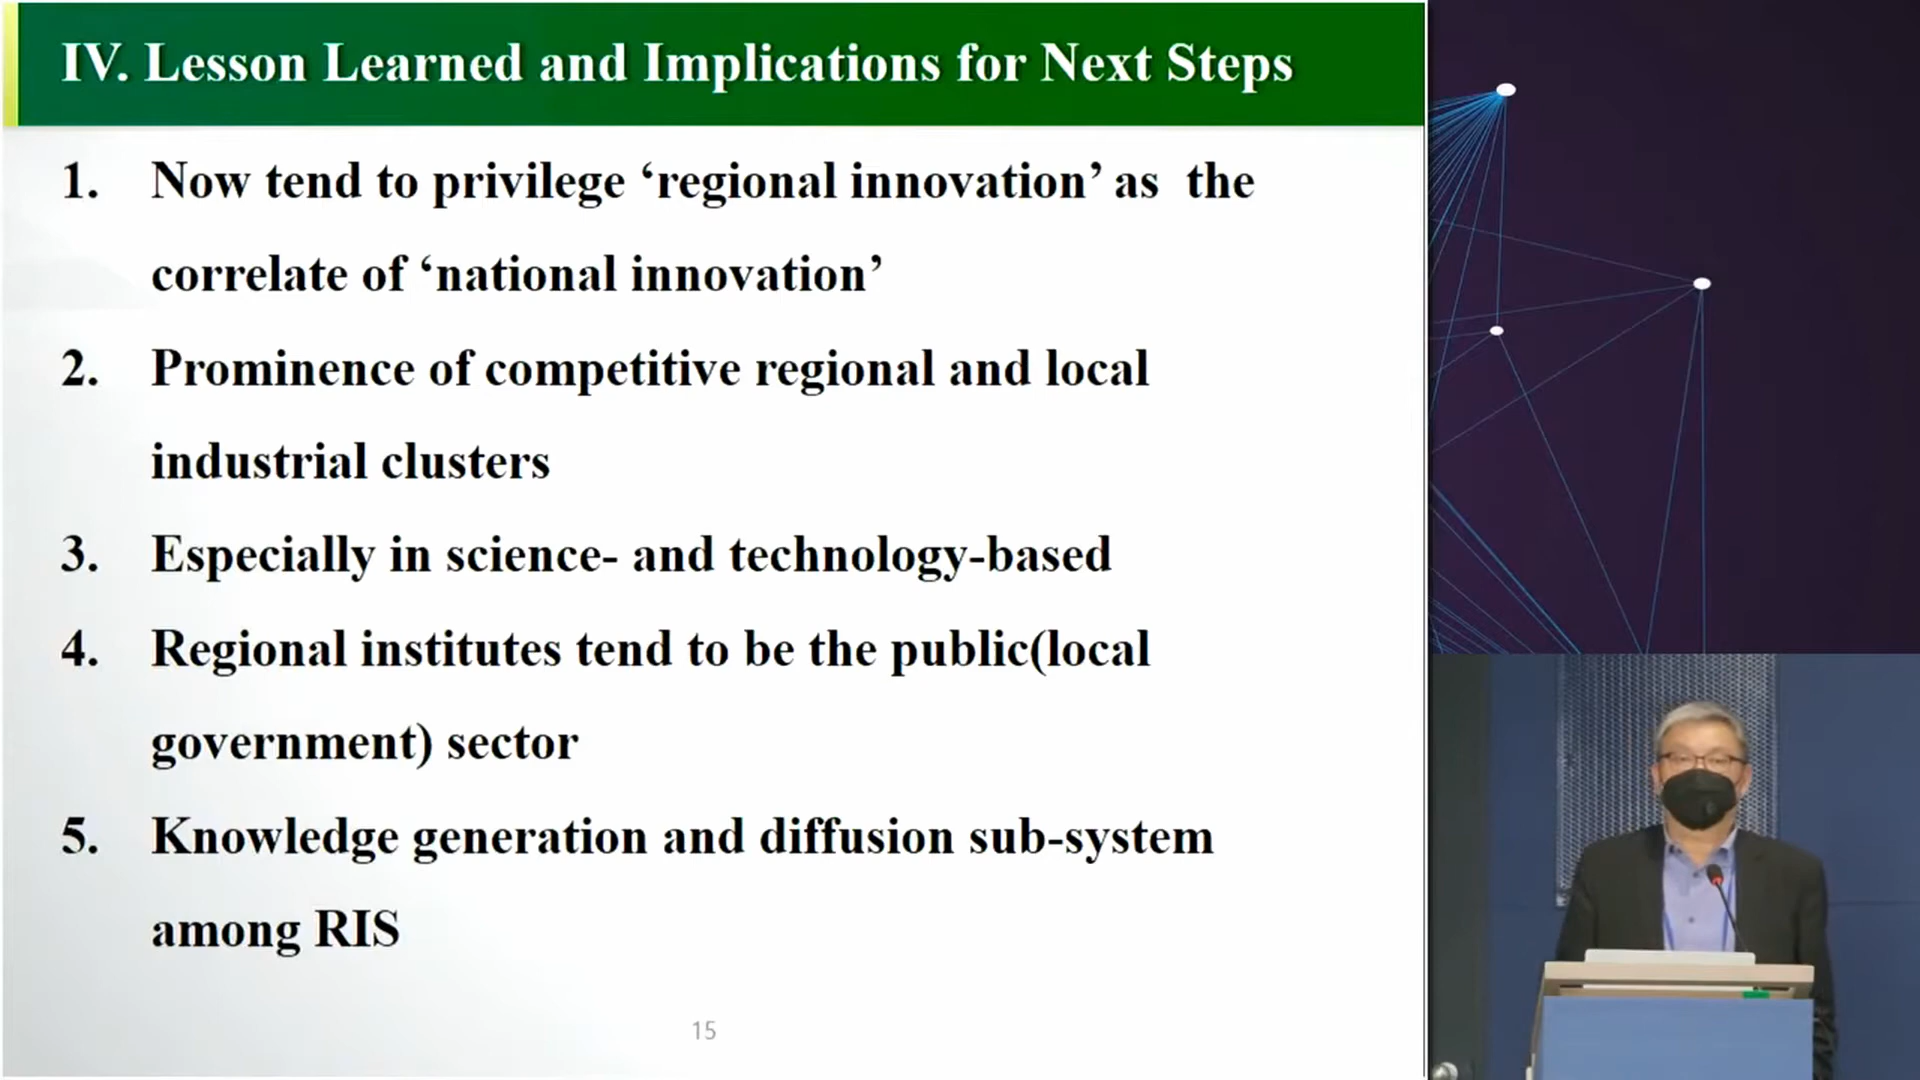 IV. Lesson Learned and Implications for Next Steps
1. Now tend to privilege ‘regional innovation’ as the
correlate of ‘national innovation’
2. Prominence of competitive regional and local
industrial clusters
3. Especially in science- and technology-based
4. Regional institutes tend to be the public(local
government) sector
5. Knowledge generation and diffusion sub-system
among RIS
15